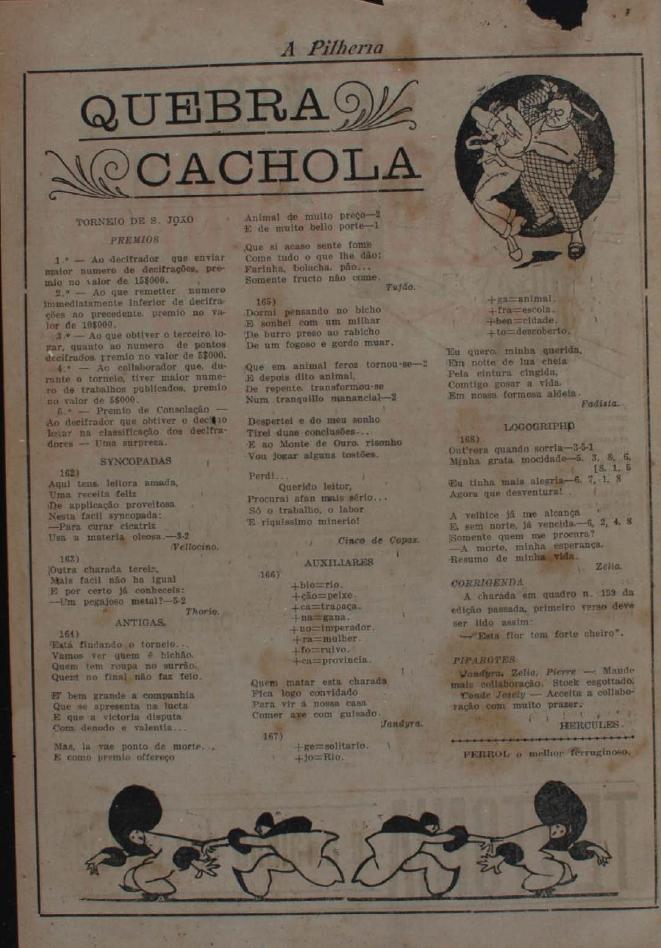 A Pilheria
QUEBRA
CACHOLA
TORNEIO DE S. JOÃO
PREMIOS
1.º — Ao decifrador que enviar
maior numero de decifrações, pre-
mio no valor de 15$000.
2.º — Ao que remetter numero
immediatamente inferior de decifra-
ções ao precedente premio no va-
lor de 10$000.
3.º — Ao que obtiver o terceiro lo-
gar, quanto ao numero de pontos
decifrados, premio no valor de 5$000.
4.º — Ao collaborador que, du-
rante o torneio, tiver maior nume-
ro de trabalhos publicados, premio
no valor de 5$000.
5.º — Premio de Consolação —
Ao decifrador que obtiver o decimo
logar na classificação dos decifra-
dores — Uma surpreza.
SYNCOPADAS
162)
Aqui tens, leitora amada,
Uma receita feliz
De applicação proveitosa
Nesta facil syncopada:
—Para curar cicatriz
Usa a materia oleosa.—3-2
Vellocino.
163)
Outra charada tereis,
Mais facil não ha igual
E por certo já conheceis:
—Um pegajoso metal?—5-2
Thorio.
ANTIGAS
164)
Está findando o torneio...
Vamos ver quem é bichão.
Quem tem roupa no surrão,
Quem no final não faz feio.
E' bem grande a companhia
Que se apresenta na lucta
E que a victoria disputa
Com denodo e valentia...
Mas, la vae ponto de morte...
E como premio offereço
Animal de muito preço—2
E de muito bello porte—1
Que si acaso sente fome
Come tudo o que lhe dão:
Farinha, bolacha, pão...
Somente fructo não come.
Tufão.
165)
Dormi pensando no bicho
E sonhei com um milhar
De burro preso ao rabicho
De um fogoso e gordo muar.
Que em animal feroz tornou-se—2
E depois dito animal,
De repente, transformou-se
Num tranquillo manancial—2
Despertei e do meu sonho
Tirei duas conclusões...
E ao Monte de Ouro, risonho
Vou jogar alguns tostões.
Perdi...
Querido leitor,
Procurai afan mais sério...
Só o trabalho, o labor
E' riquissimo minerio!
Cinco de Copas.
AUXILIARES
166)
+bio=rio.
+ção=peixe.
+ca=trapaça.
+na=gana.
+no=imperador.
+ra=mulher.
+fo=ruivo.
+ca=provincia.
Quem matar esta charada
Fica logo convidado
Para vir á nossa casa
Comer ave com guisado.
Jandyra.
167)
+ge=solitario.
+jo=Rio.
+ga=animal.
+fra=escola.
+ben=cidade.
+to=descoberto.
Eu quero, minha querida,
Em noite de lua cheia
Pela cintura cingida,
Comtigo gosar a vida.
Em nossa formosa aldeia.
Fadista.
LOGOGRIPHO
168)
Out'rora quando sorria—3-5-1
Minha grata mocidade—5, 3, 8, 6,
[8, 1, 5
Eu tinha mais alegria—6, 7, 1, 8
Agora que desventura!
A velhice já me alcança
E, sem norte, já vencida.—6, 2, 4, 8
Somente quem me procura?
—A morte, minha esperança.
Resumo de minha vida.
Zelia.
CORRIGENDA
A charada em quadro n. 159 da
edição passada, primeiro verso deve
ser lido assim:
—"Esta flor tem forte cheiro".
PIPAROTES
Jandyra, Zelia, Pierre — Mande
mais collaboração. Stock esgottado.
Conde Jesely — Acceita a collabo-
ração com muito prazer.
HERCULES.
FERROL o melhor ferruginoso.